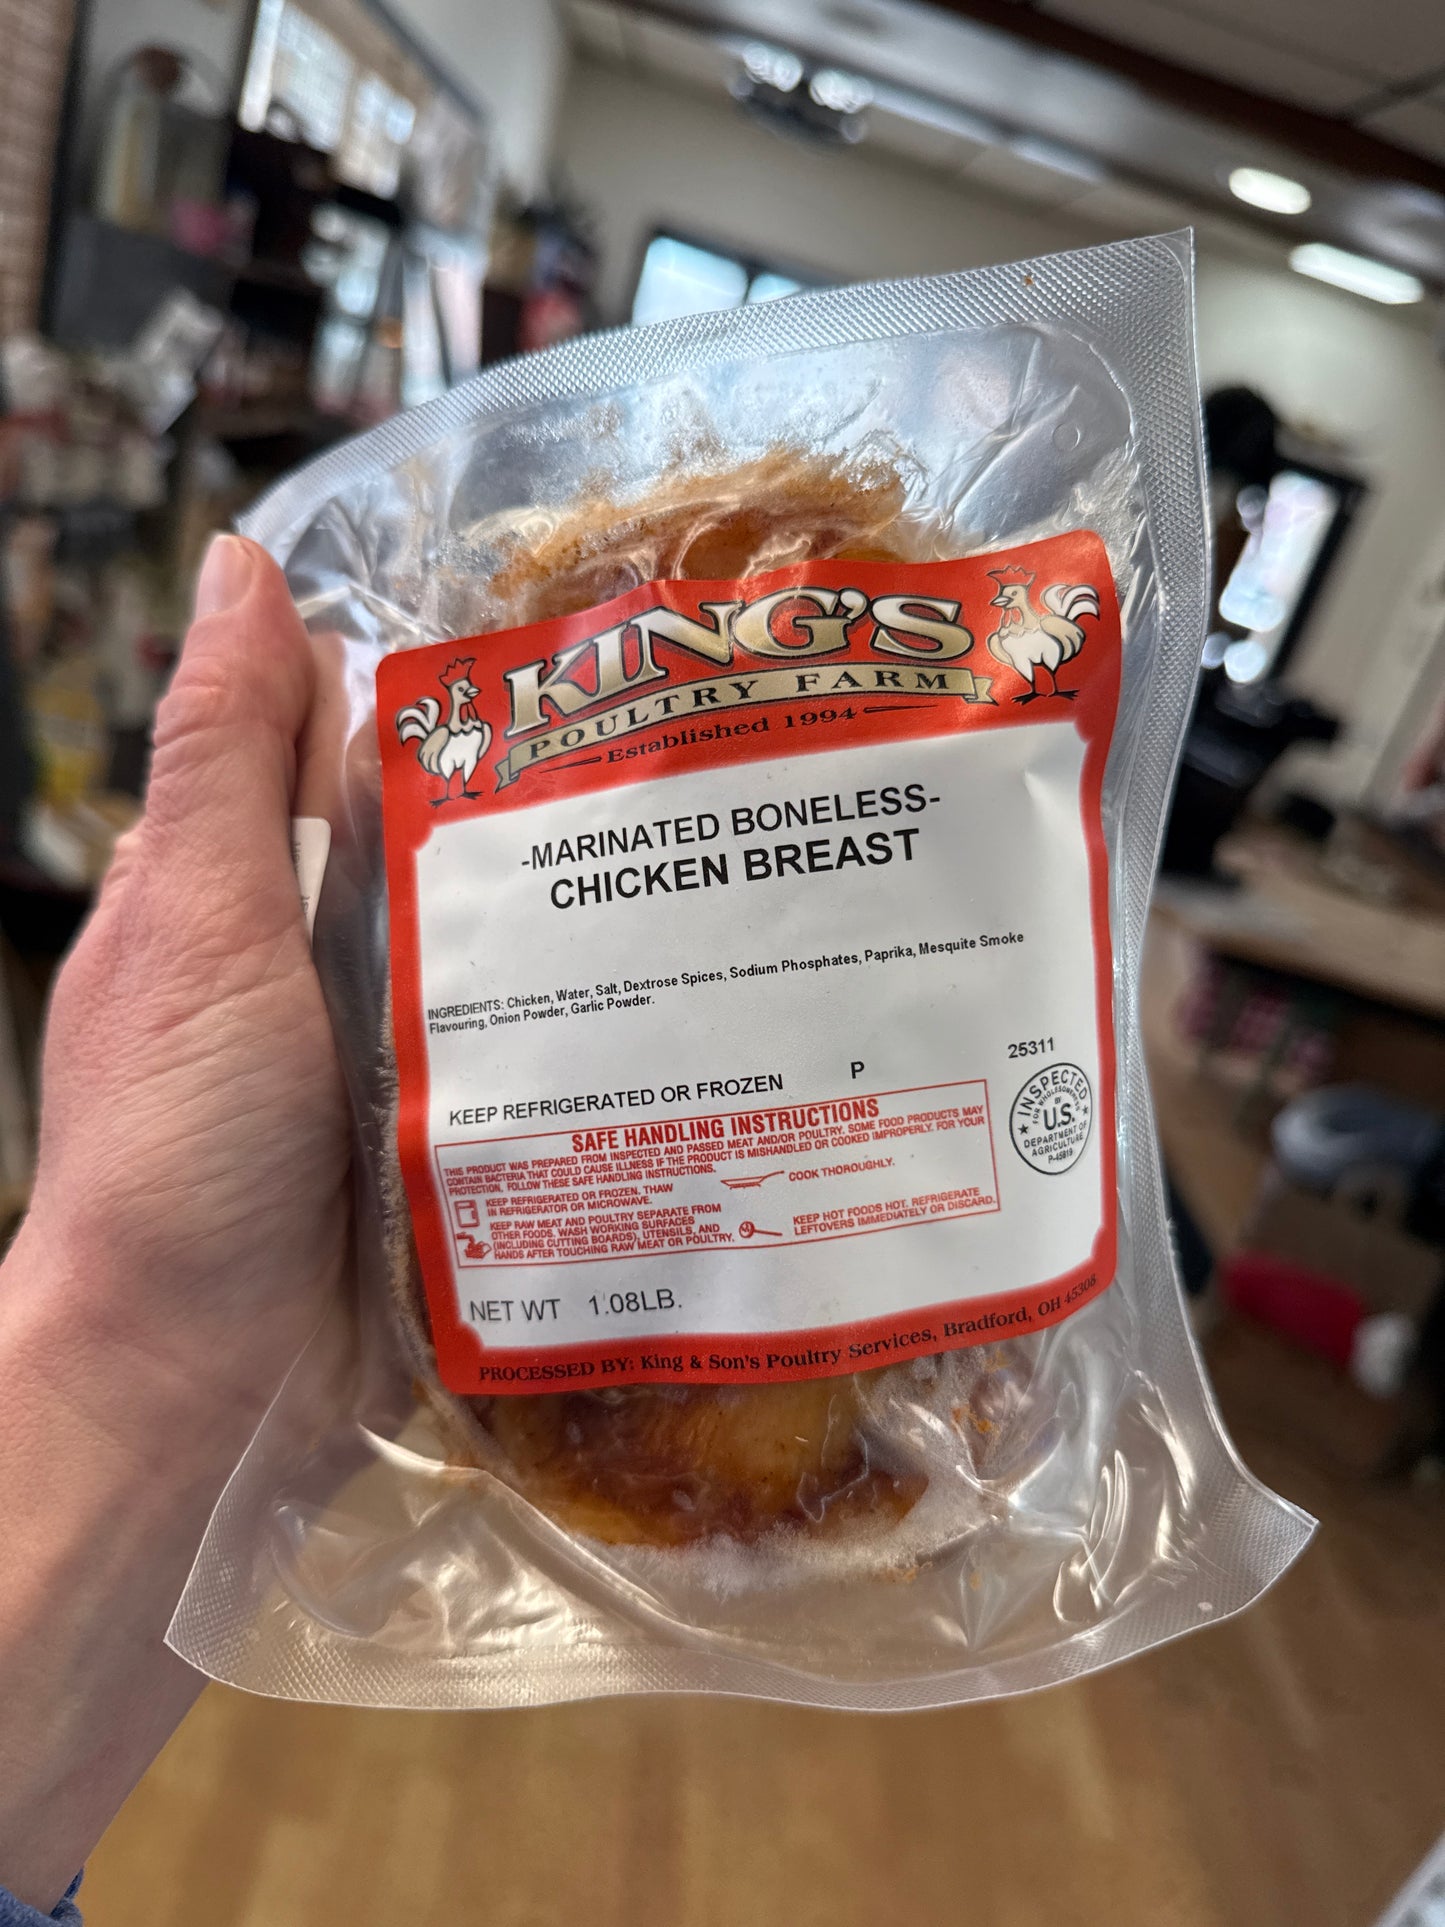 KING'S
POULTRY FARM
Established 1994
-MARINATED BONELESS-
CHICKEN BREAST
INGREDIENTS: Chicken, Water, Salt, Dextrose Spices, Sodium Phosphates, Paprika, Mesquite Smoke
Flavouring, Onion Powder, Garlic Powder.
KEEP REFRIGERATED OR FROZEN
P
25311
INSPECTED
FOR WHOLESOMENESS
BY
U.S.
DEPARTMENT OF
AGRICULTURE
P-45819
SAFE HANDLING INSTRUCTIONS
THIS PRODUCT WAS PREPARED FROM INSPECTED AND PASSED MEAT AND/OR POULTRY. SOME FOOD PRODUCTS MAY
CONTAIN BACTERIA THAT COULD CAUSE ILLNESS IF THE PRODUCT IS MISHANDLED OR COOKED IMPROPERLY. FOR YOUR
PROTECTION, FOLLOW THESE SAFE HANDLING INSTRUCTIONS.
KEEP REFRIGERATED OR FROZEN. THAW
IN REFRIGERATOR OR MICROWAVE.
COOK THOROUGHLY.
KEEP RAW MEAT AND POULTRY SEPARATE FROM
OTHER FOODS. WASH WORKING SURFACES
(INCLUDING CUTTING BOARDS), UTENSILS, AND
HANDS AFTER TOUCHING RAW MEAT OR POULTRY.
KEEP HOT FOODS HOT. REFRIGERATE
LEFTOVERS IMMEDIATELY OR DISCARD.
NET WT 1.08LB.
PROCESSED BY: King & Son's Poultry Services, Bradford, OH 45308